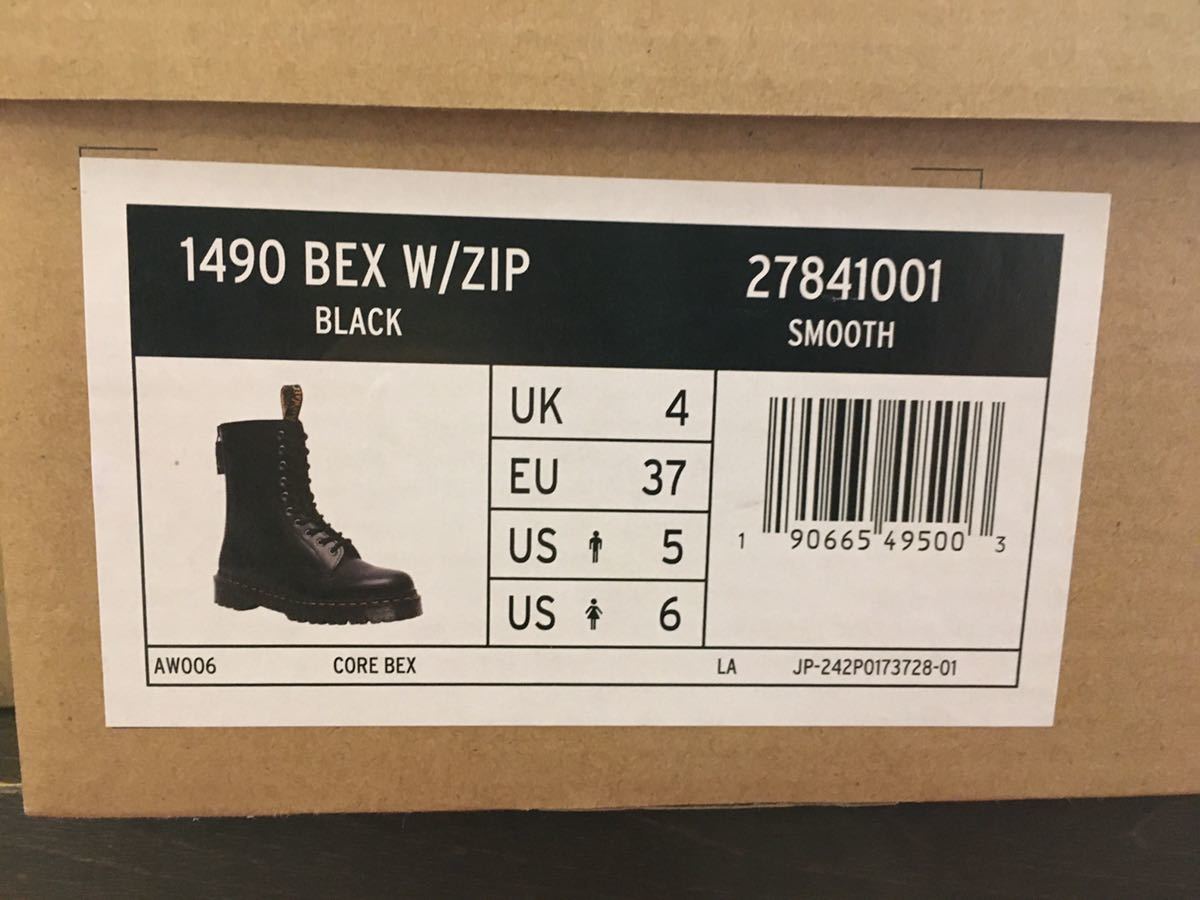 1490 BEX W/ZIP
BLACK
27841001
SMOOTH
UK 4
EU 37
US 5
US 6
1 90665 49500 3
AW006 CORE BEX LA JP-242P0173728-01